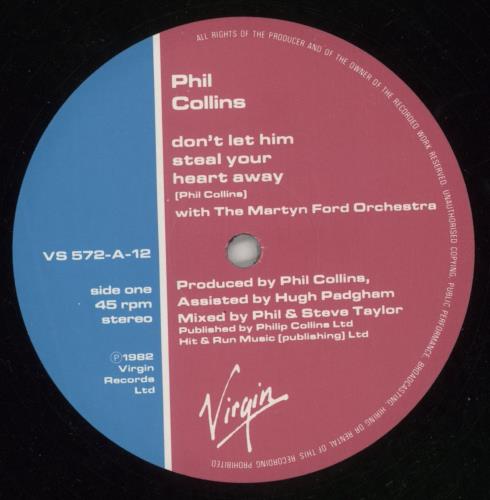 ALL RIGHTS OF THE PRODUCER AND OF THE OWNER OF THE RECORDED WORK RESERVED. UNAUTHORISED COPYING, PUBLIC PERFORMANCE, BROADCASTING, HIRING OR RENTAL OF THIS RECORDING PROHIBITED
Phil
Collins
don't let him
steal your
heart away
[Phil Collins]
with The Martyn Ford Orchestra
VS 572-A-12
side one
45 rpm
stereo
Ⓟ1982
Virgin
Records
Ltd
Produced by Phil Collins,
Assisted by Hugh Padgham
Mixed by Phil & Steve Taylor
Published by Philip Collins Ltd
Hit & Run Music [publishing] Ltd
Virgin